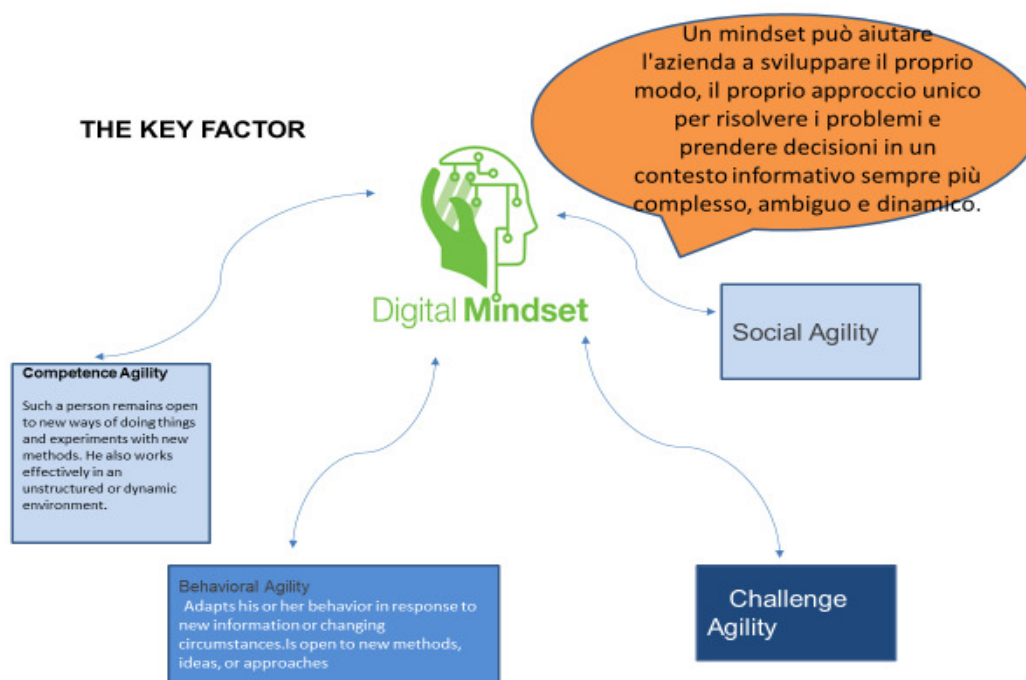 Un mindset può aiutare
l'azienda a sviluppare il proprio
modo, il proprio approccio unico
per risolvere i problemi e
prendere decisioni in un
contesto informativo sempre più
complesso, ambiguo e dinamico.
THE KEY FACTOR
Digital Mindset
Social Agility
Competence Agility
Such a person remains open
to new ways of doing things
and experiments with new
methods. He also works
effectively in an
unstructured or dynamic
environment.
Behavioral Agility
Adapts his or her behavior in response to
new information or changing
circumstances.Is open to new methods,
ideas, or approaches
Challenge
Agility